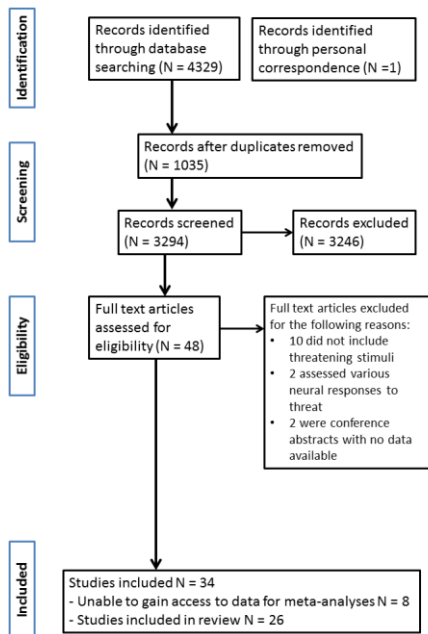 Identification
Records identified
through database
searching (N = 4329)
Records identified
through personal
correspondence (N =1)
Screening
Records after duplicates removed
(N = 1035)
Records screened
(N = 3294)
Records excluded
(N = 3246)
Eligibility
Full text articles
assessed for
eligibility (N = 48)
Full text articles excluded
for the following reasons:
• 10 did not include
threatening stimuli
• 2 assessed various
neural responses to
threat
• 2 were conference
abstracts with no data
available
Included
Studies included N = 34
- Unable to gain access to data for meta-analyses N = 8
- Studies included in review N = 26